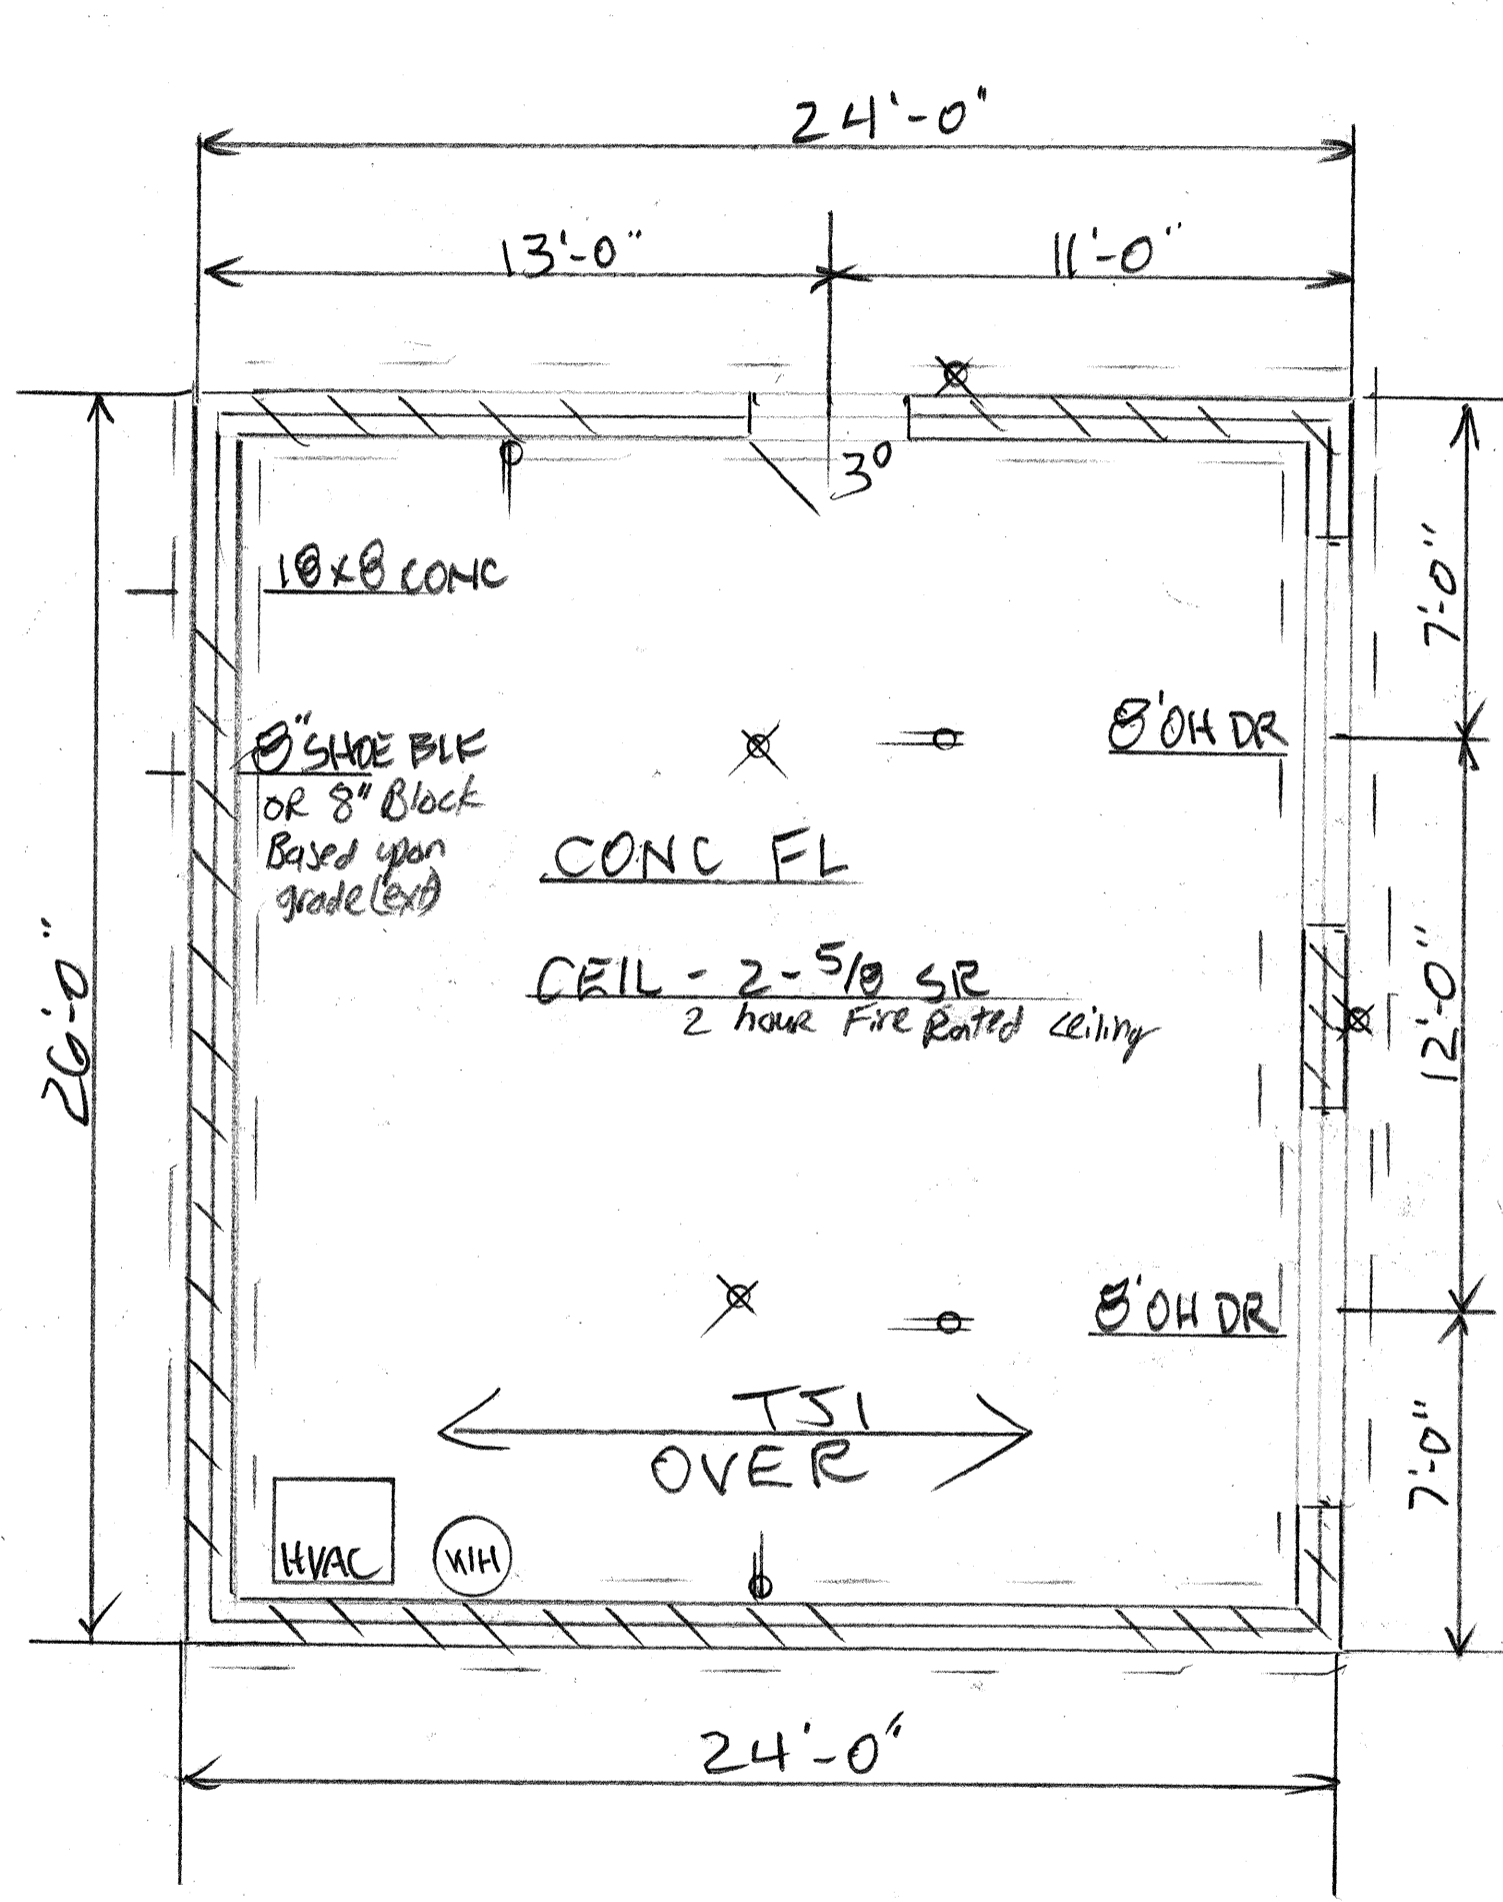 24'-0"
13'-0"
11'-0"
3⁰
18x8 CONC
7'-0"
8" SHOE BLK
OR 8" Block
Based upon
grade (ext)
8' OH DR
CONC FL
CEIL - 2 - 5/8 SR
2 hour Fire Rated ceiling
26'-0"
12'-0"
8' OH DR
TJI
OVER
7'-0"
HVAC
W/H
24'-0"